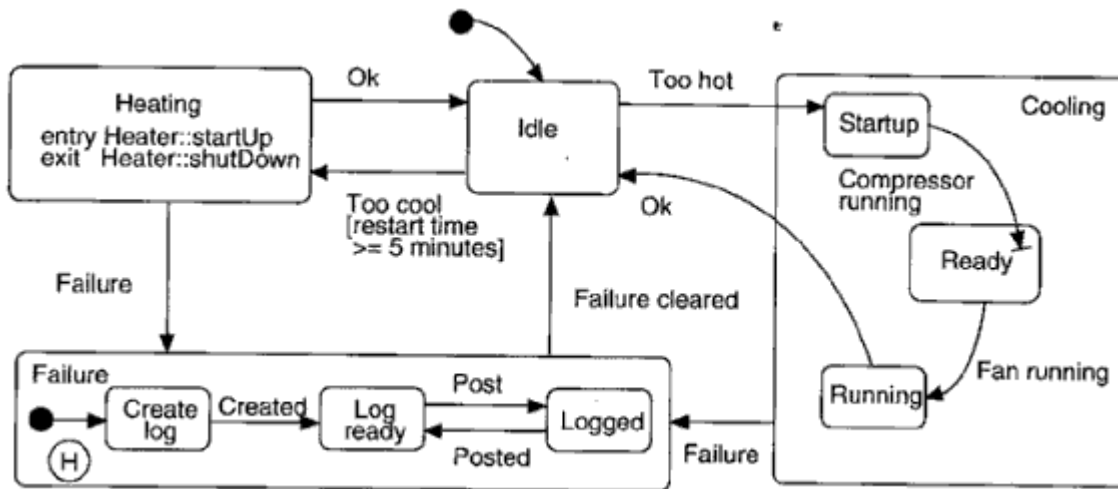 Ok
Too hot
Heating
entry Heater::startUp
exit Heater::shutDown
Idle
Cooling
Startup
Too cool
[restart time
>= 5 minutes]
Ok
Compressor
running
Ready
Failure
Failure cleared
Fan running
Running
Failure
Create
log
Created
Log
ready
Post
Posted
Logged
Failure
H